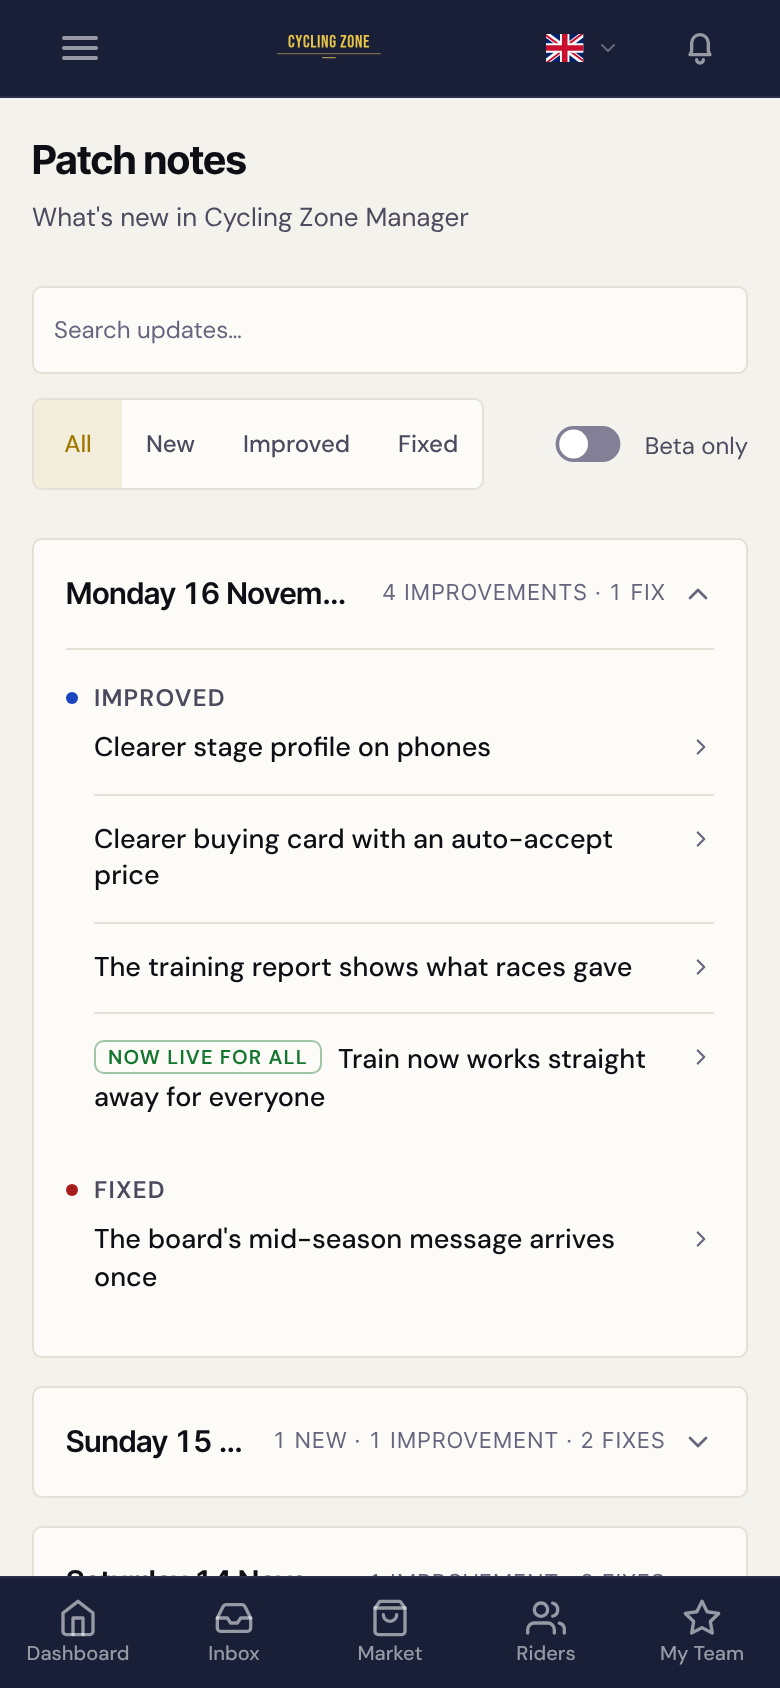 CYCLING ZONE
Patch notes
What's new in Cycling Zone Manager
Search updates...
All New Improved Fixed Beta only
Monday 16 Novem... 4 IMPROVEMENTS · 1 FIX
IMPROVED
Clearer stage profile on phones
Clearer buying card with an auto-accept
price
The training report shows what races gave
NOW LIVE FOR ALL Train now works straight
away for everyone
FIXED
The board's mid-season message arrives
once
Sunday 15 ... 1 NEW · 1 IMPROVEMENT · 2 FIXES
Dashboard Inbox Market Riders My Team